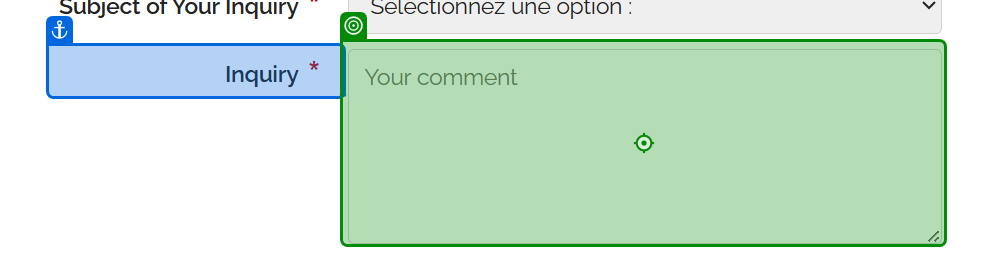 Subject of Your Inquiry *
Sélectionnez une option :
Inquiry *
Your comment